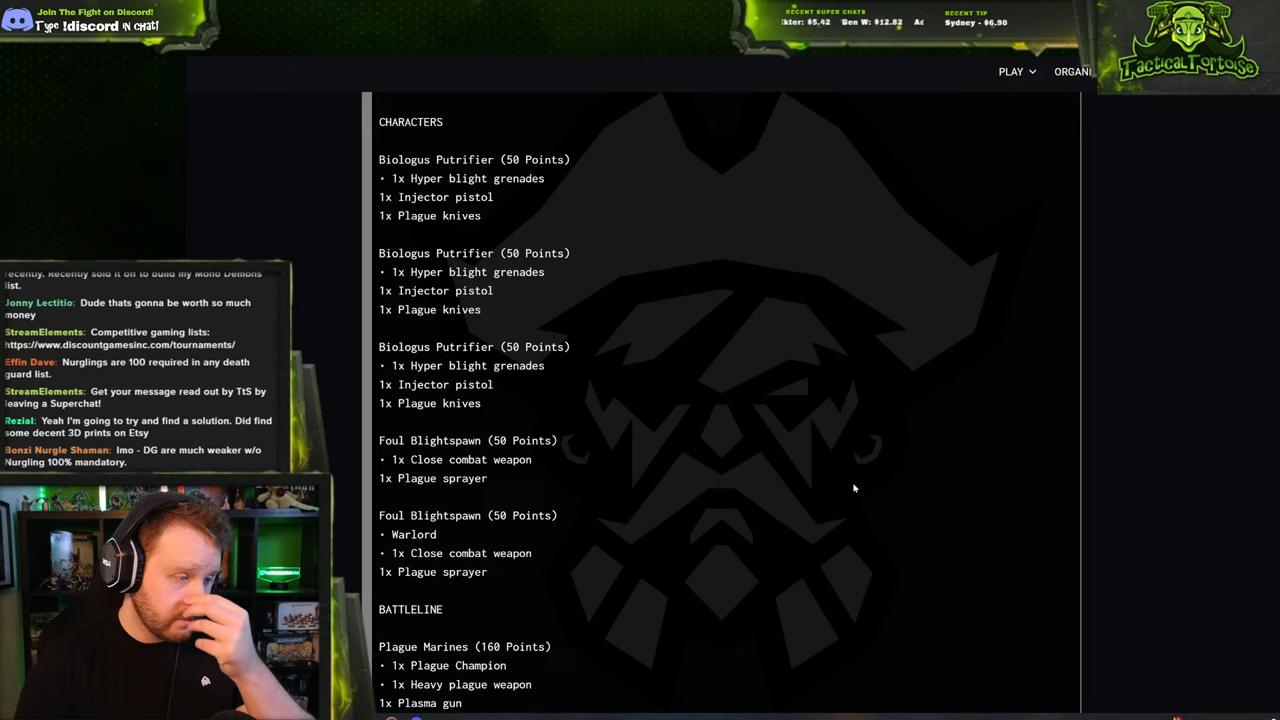 Join The Fight on Discord!
Type !discord in chat!
RECENT SUPER CHATS
kter: $5.42 Ben W: $12.82
RECENT TIP
Sydney - $6.90
TacticalTortoise
PLAY
ORGANI
CHARACTERS
Biologus Putrifier (50 Points)
• 1x Hyper blight grenades
1x Injector pistol
1x Plague knives
Biologus Putrifier (50 Points)
• 1x Hyper blight grenades
1x Injector pistol
1x Plague knives
Biologus Putrifier (50 Points)
• 1x Hyper blight grenades
1x Injector pistol
1x Plague knives
Foul Blightspawn (50 Points)
• 1x Close combat weapon
1x Plague sprayer
Foul Blightspawn (50 Points)
• Warlord
• 1x Close combat weapon
1x Plague sprayer
BATTLELINE
Plague Marines (160 Points)
• 1x Plague Champion
• 1x Heavy plague weapon
1x Plasma gun
recently. Recently sold it off to build my Mono Demons
list.
Jonny Lectitio: Dude thats gonna be worth so much
money
StreamElements: Competitive gaming lists:
https://www.discountgamesinc.com/tournaments/
Effin Dave: Nurglings are 100 required in any death
guard list.
StreamElements: Get your message read out by TtS by
leaving a Superchat!
Rezial: Yeah I'm going to try and find a solution. Did find
some decent 3D prints on Etsy
Bonzi Nurgle Shaman: Imo - DG are much weaker w/o
Nurgling 100% mandatory.